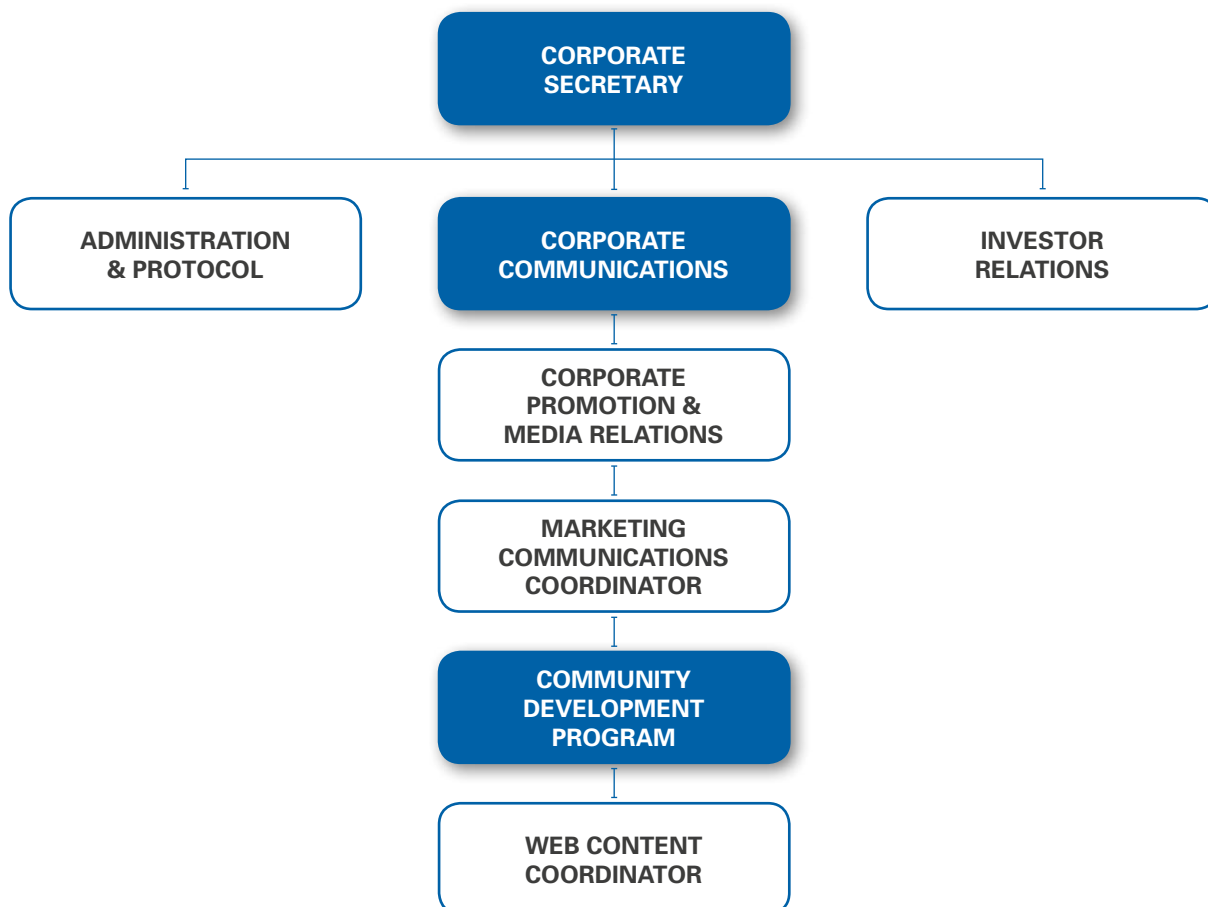 CORPORATE
SECRETARY
ADMINISTRATION
& PROTOCOL
CORPORATE
COMMUNICATIONS
INVESTOR
RELATIONS
CORPORATE
PROMOTION &
MEDIA RELATIONS
MARKETING
COMMUNICATIONS
COORDINATOR
COMMUNITY
DEVELOPMENT
PROGRAM
WEB CONTENT
COORDINATOR